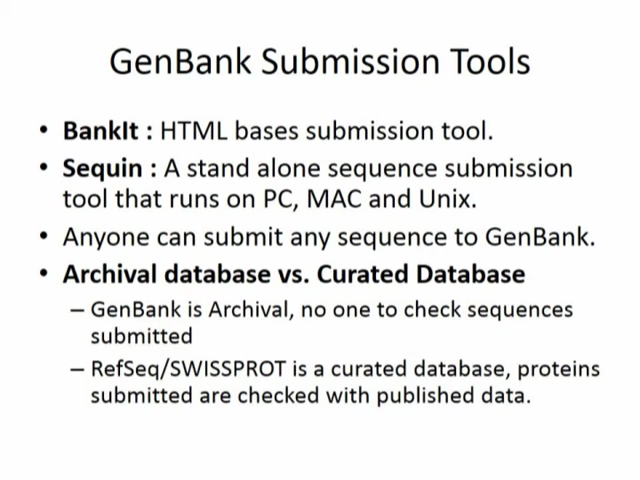 GenBank Submission Tools
• BankIt : HTML bases submission tool.
• Sequin : A stand alone sequence submission
tool that runs on PC, MAC and Unix.
• Anyone can submit any sequence to GenBank.
• Archival database vs. Curated Database
– GenBank is Archival, no one to check sequences
submitted
– RefSeq/SWISSPROT is a curated database, proteins
submitted are checked with published data.